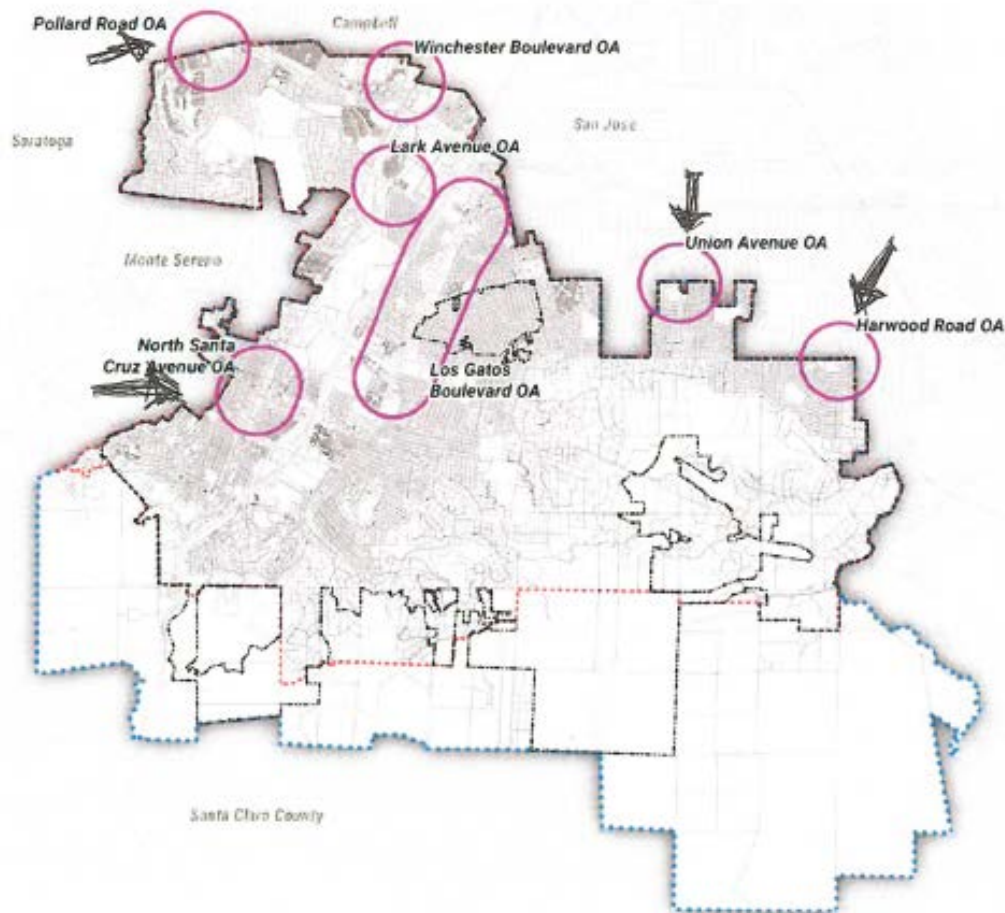 Campbell
Pollard Road OA
Winchester Boulevard OA
San Jose
Saratoga
Lark Avenue OA
Union Avenue OA
Monte Sereno
Harwood Road OA
North Santa
Cruz Avenue OA
Los Gatos
Boulevard OA
Santa Clara County